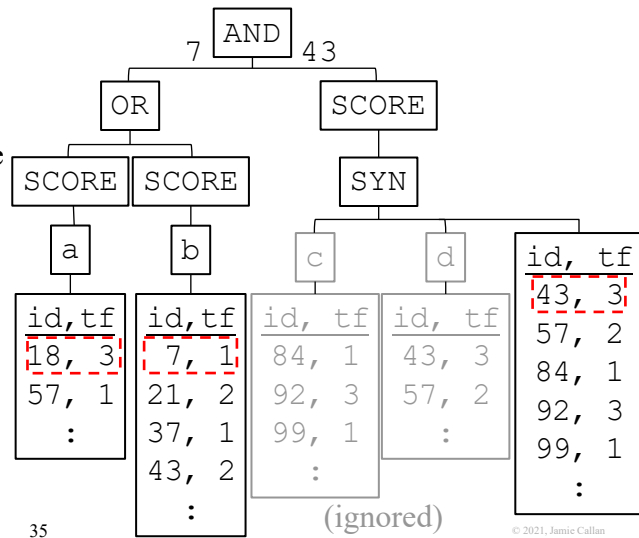 AND
7 43
OR SCORE
e
SCORE SCORE SYN
a b c d
id, tf
id,tf id,tf id, tf id, tf
43, 3
18, 3 7, 1 84, 1 43, 3
57, 2
57, 1 21, 2 92, 3 57, 2
84, 1
: 37, 1 99, 1 :
92, 3
43, 2 :
99, 1
:
:
(ignored)
35
© 2021, Jamie Callan